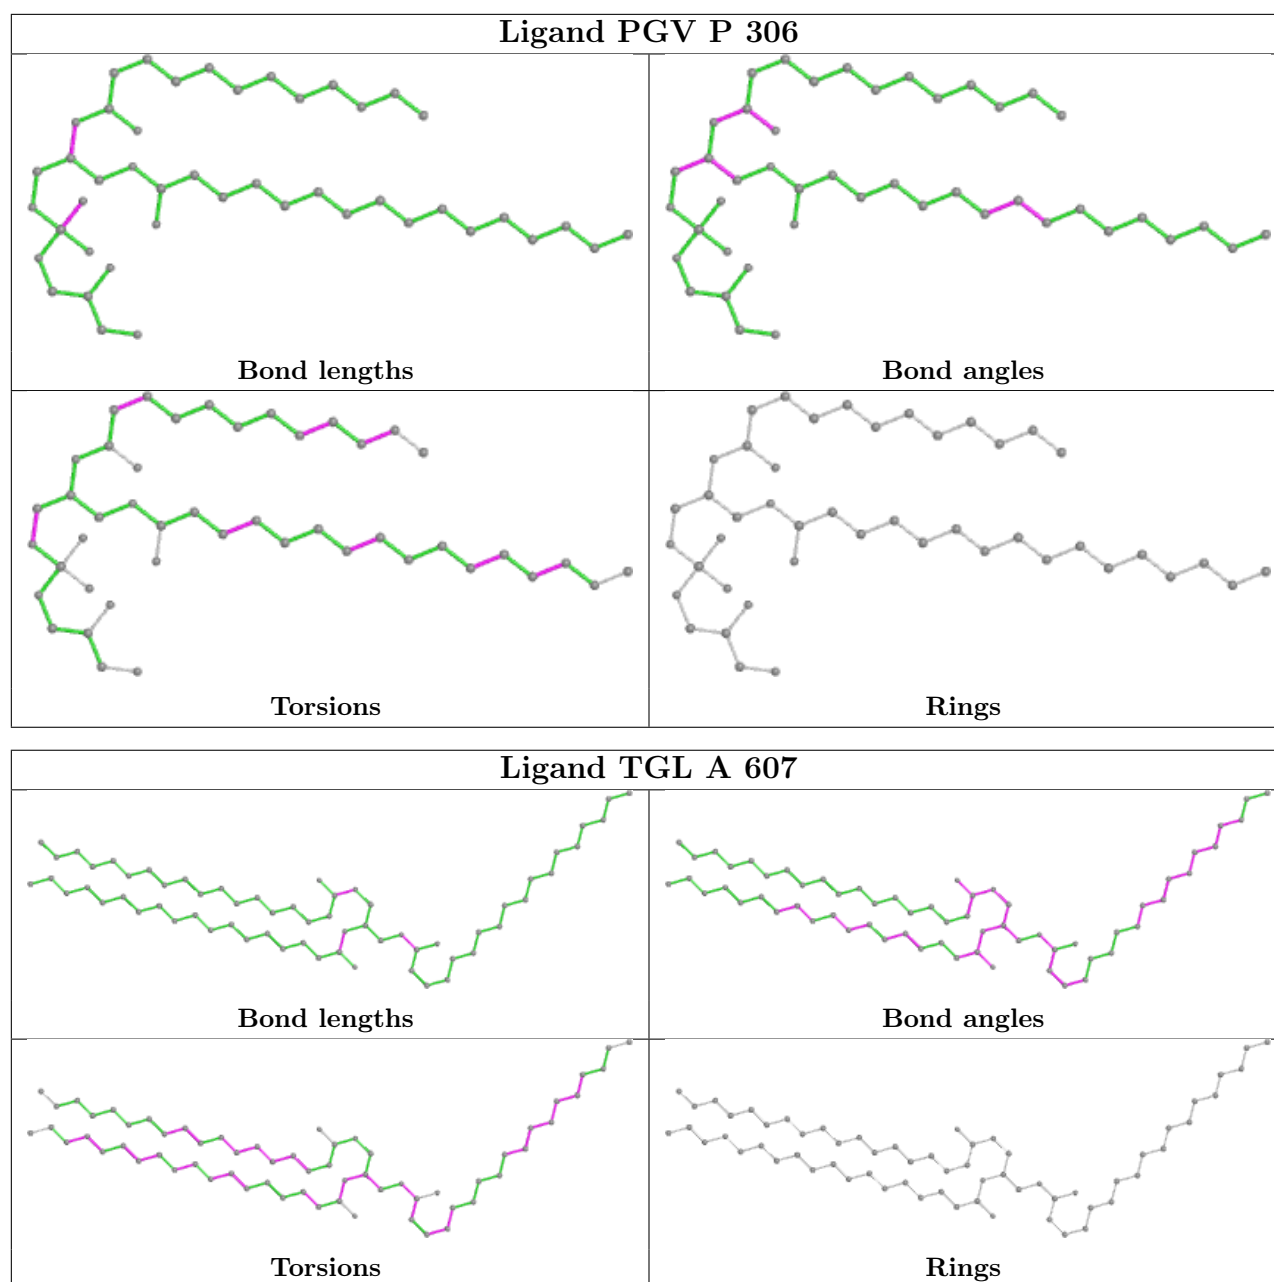 Ligand PGV P 306
Bond lengths
Bond angles
Torsions
Rings
Ligand TGL A 607
Bond lengths
Bond angles
Torsions
Rings